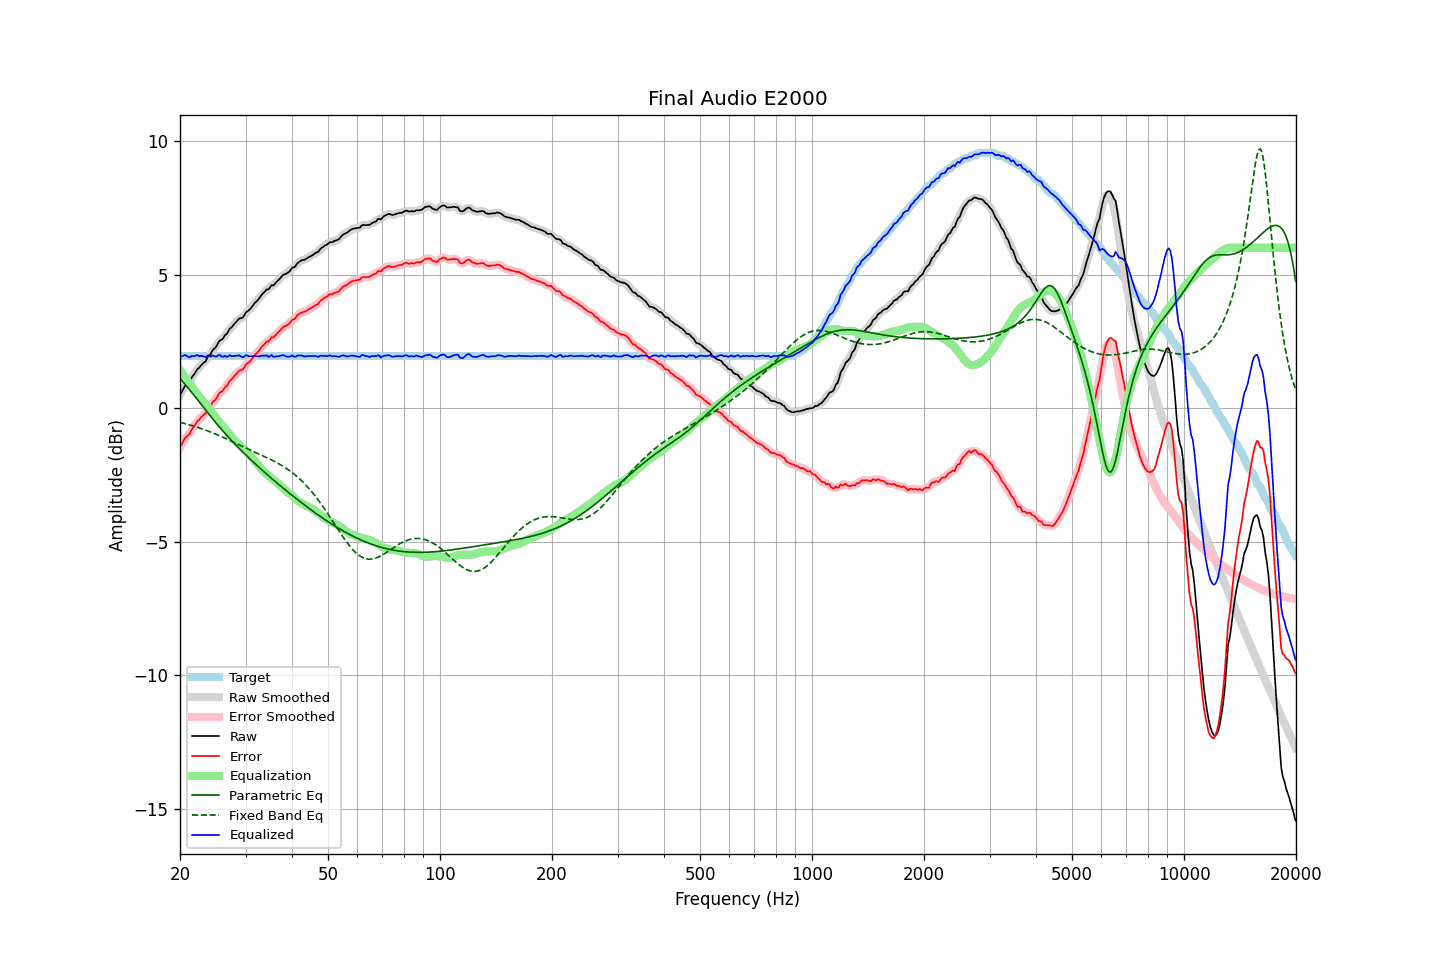 Final Audio E2000
10
5
0
−5
−10
−15
Amplitude (dBr)
Target
Raw Smoothed
Error Smoothed
Raw
Error
Equalization
Parametric Eq
Fixed Band Eq
Equalized
20
50
100
200
500
1000
2000
5000
10000
20000
Frequency (Hz)